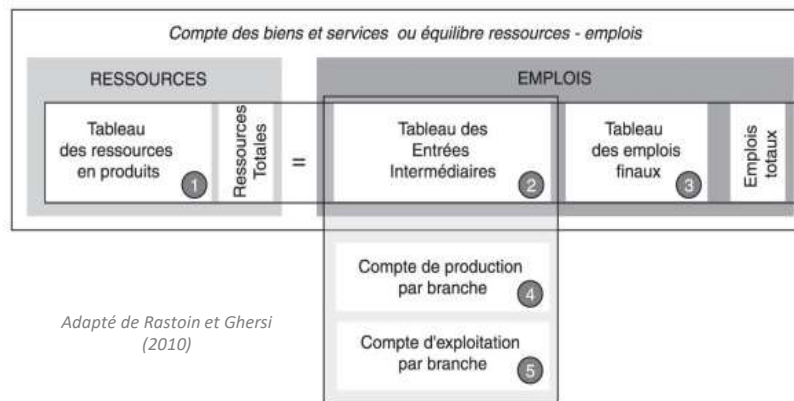 Compte des biens et services ou équilibre ressources - emplois
RESSOURCES
EMPLOIS
Tableau
des ressources
en produits
1
Ressources
Totales
=
Tableau des
Entrées
Intermédiaires
2
Tableau
des emplois
finaux
3
Emplois
totaux
Compte de production
par branche
4
Compte d'exploitation
par branche
5
Adapté de Rastoin et Ghersi
(2010)